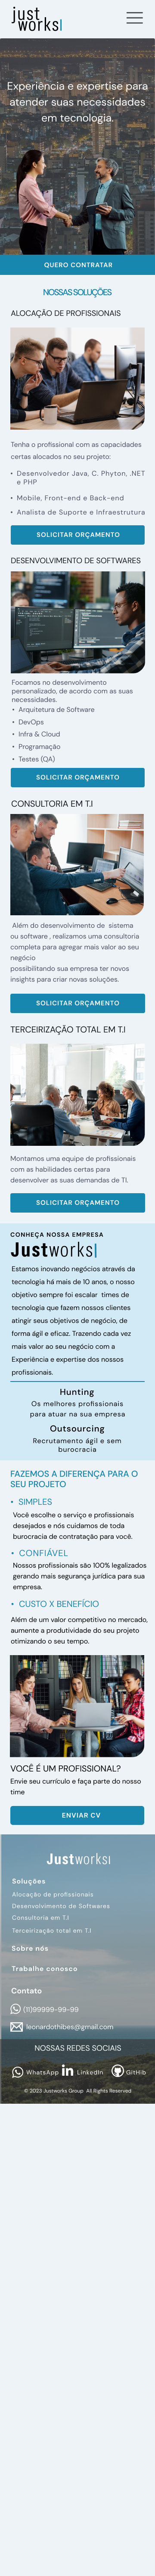 just
works
Experiência e expertise para
atender suas necessidades
em tecnologia.
QUERO CONTRATAR
NOSSAS SOLUÇÕES
ALOCAÇÃO DE PROFISSIONAIS
Tenha o profissional com as capacidades
certas alocados no seu projeto:
• Desenvolvedor Java, C, Phyton, .NET
e PHP
• Mobile, Front-end e Back-end
• Analista de Suporte e Infraestrutura
SOLICITAR ORÇAMENTO
DESENVOLVIMENTO DE SOFTWARES
Focamos no desenvolvimento
personalizado, de acordo com as suas
necessidades.
• Arquitetura de Software
• DevOps
• Infra & Cloud
• Programação
• Testes (QA)
SOLICITAR ORÇAMENTO
CONSULTORIA EM T.I
Além do desenvolvimento de sistema
ou software , realizamos uma consultoria
completa para agregar mais valor ao seu
negócio
possibilitando sua empresa ter novos
insights para criar novas soluções.
SOLICITAR ORÇAMENTO
TERCEIRIZAÇÃO TOTAL EM T.I
Montamos uma equipe de profissionais
com as habilidades certas para
desenvolver as suas demandas de TI.
SOLICITAR ORÇAMENTO
CONHEÇA NOSSA EMPRESA
Justworks
Estamos inovando negócios através da
tecnologia há mais de 10 anos, o nosso
objetivo sempre foi escalar times de
tecnologia que fazem nossos clientes
atingir seus objetivos de negócio, de
forma ágil e eficaz. Trazendo cada vez
mais valor ao seu negócio com a
Experiência e expertise dos nossos
profissinais.
Hunting
Os melhores profissionais
para atuar na sua empresa
Outsourcing
Recrutamento ágil e sem
burocracia
FAZEMOS A DIFERENÇA PARA O
SEU PROJETO
• SIMPLES
Você escolhe o serviço e profissionais
desejados e nós cuidamos de toda
burocracia de contratação para você.
• CONFIÁVEL
Nossos profissionais são 100% legalizados
gerando mais segurança jurídica para sua
empresa.
• CUSTO X BENEFÍCIO
Além de um valor competitivo no mercado,
aumente a produtividade do seu projeto
otimizando o seu tempo.
VOCÊ É UM PROFISSIONAL?
Envie seu currículo e faça parte do nosso
time
ENVIAR CV
Justworks
Soluções
Alocação de profissionais
Desenvolvimento de Softwares
Consultoria em T.I
Terceirização total em T.I
Sobre nós
Trabalhe conosco
Contato
(11)99999-99-99
leonardothibes@gmail.com
NOSSAS REDES SOCIAIS
WhatsApp
LinkedIn
GitHib
© 2023 Justworks Group All Rights Reserved